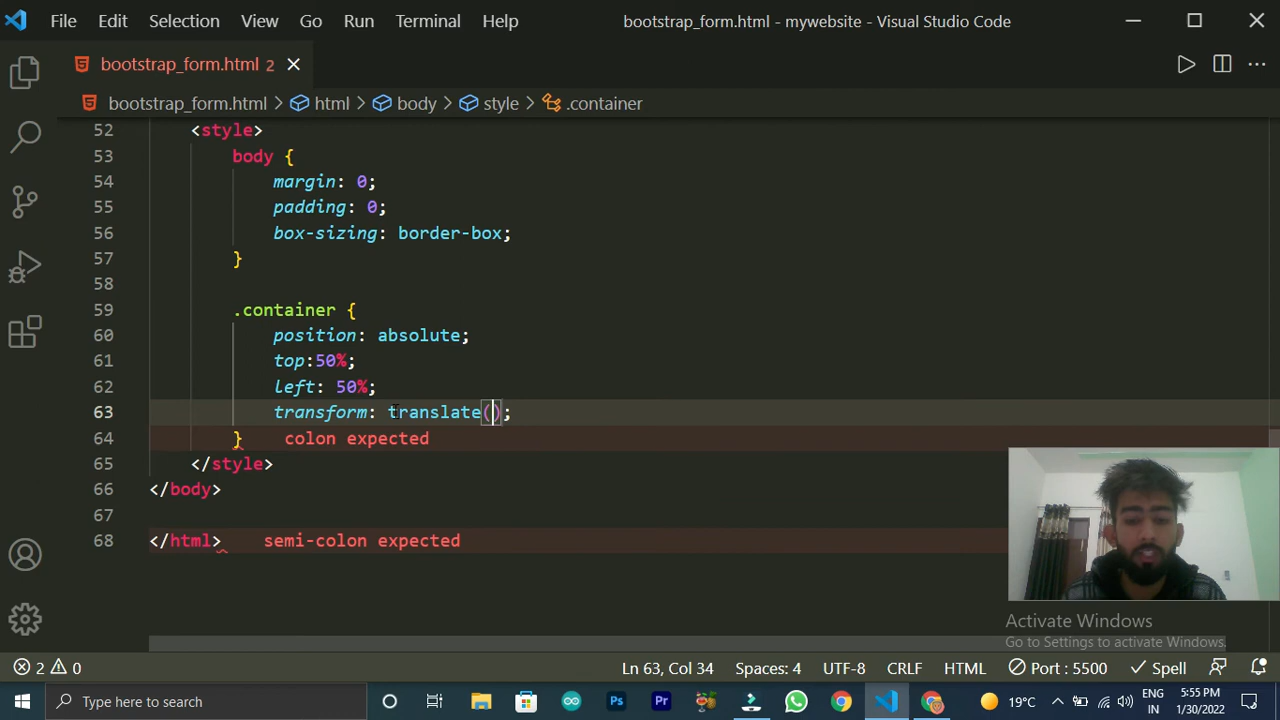 File Edit Selection View Go Run Terminal Help bootstrap_form.html - mywebsite - Visual Studio Code
bootstrap_form.html 2
bootstrap_form.html > html > body > style > .container
52 <style>
53 body {
54 margin: 0;
55 padding: 0;
56 box-sizing: border-box;
57 }
58
59 .container {
60 position: absolute;
61 top:50%;
62 left: 50%;
63 transform: translate();
64 } colon expected
65 </style>
66 </body>
67
68 </html> semi-colon expected
Activate Windows
Go to Settings to activate Windows.
2 0 Ln 63, Col 34 Spaces: 4 UTF-8 CRLF HTML Port : 5500 Spell
Type here to search Ps Pr 19°C ENG 5:55 PM
IN 1/30/2022